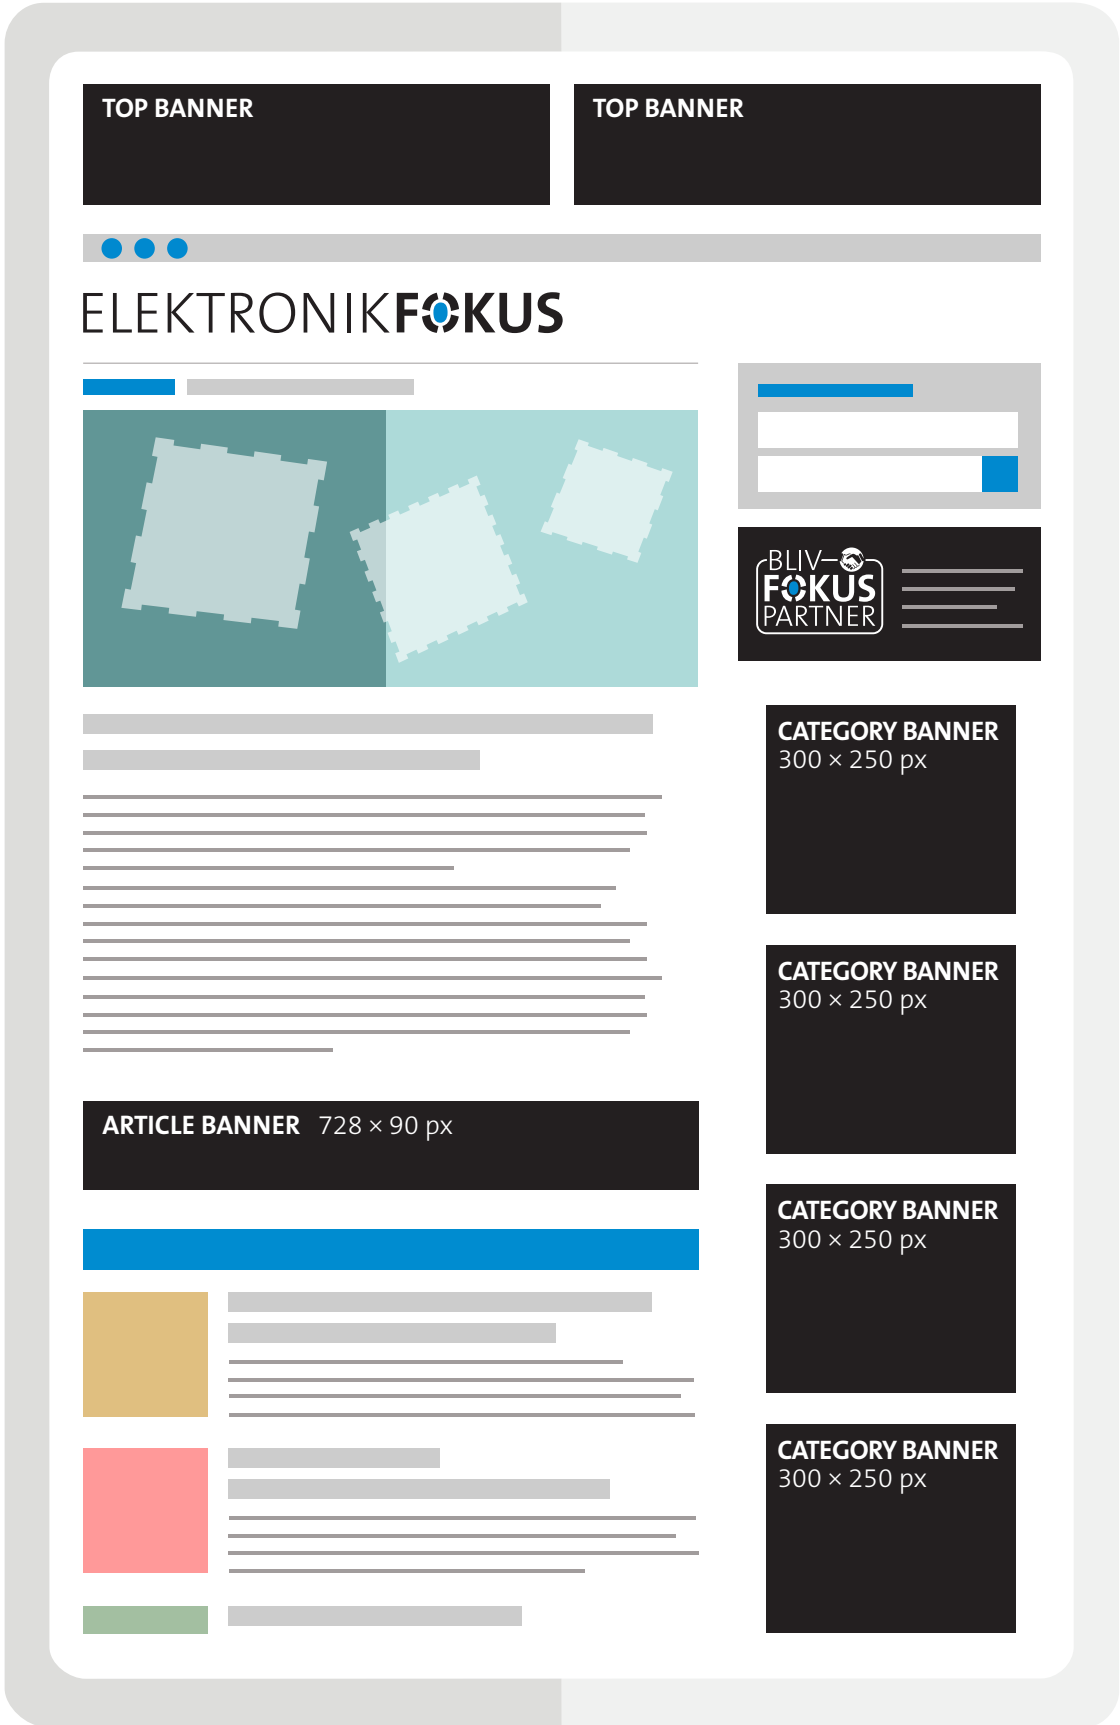 TOP BANNER
TOP BANNER
ELEKTRONIKFOKUS
BLIV
FOKUS
PARTNER
CATEGORY BANNER
300 × 250 px
CATEGORY BANNER
300 × 250 px
ARTICLE BANNER 728 × 90 px
CATEGORY BANNER
300 × 250 px
CATEGORY BANNER
300 × 250 px